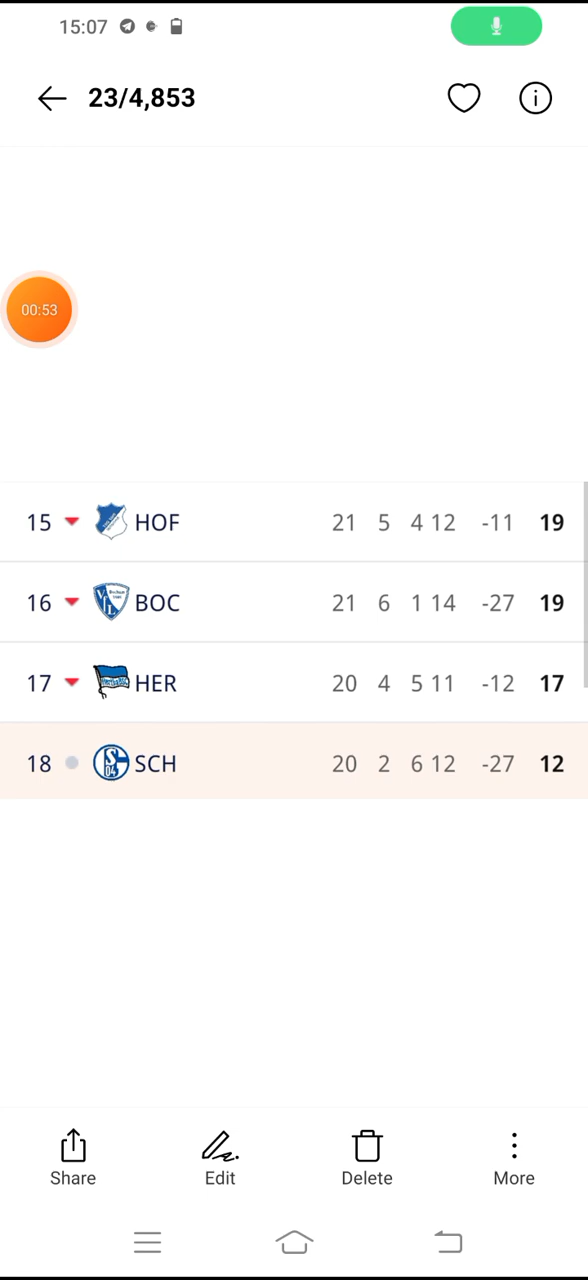 15:07
23/4,853
00:53
15 HOF 21 5 4 12 -11 19
16 BOC 21 6 1 14 -27 19
17 HER 20 4 5 11 -12 17
18 SCH 20 2 6 12 -27 12
Share Edit Delete More